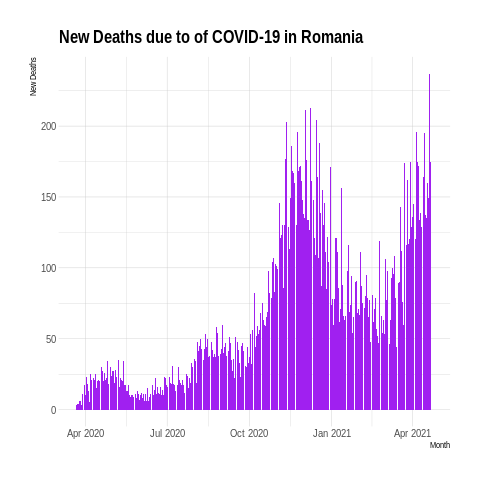 New Deaths due to of COVID-19 in Romania
New Deaths
200
150
100
50
0
Apr 2020
Jul 2020
Oct 2020
Jan 2021
Apr 2021
Month